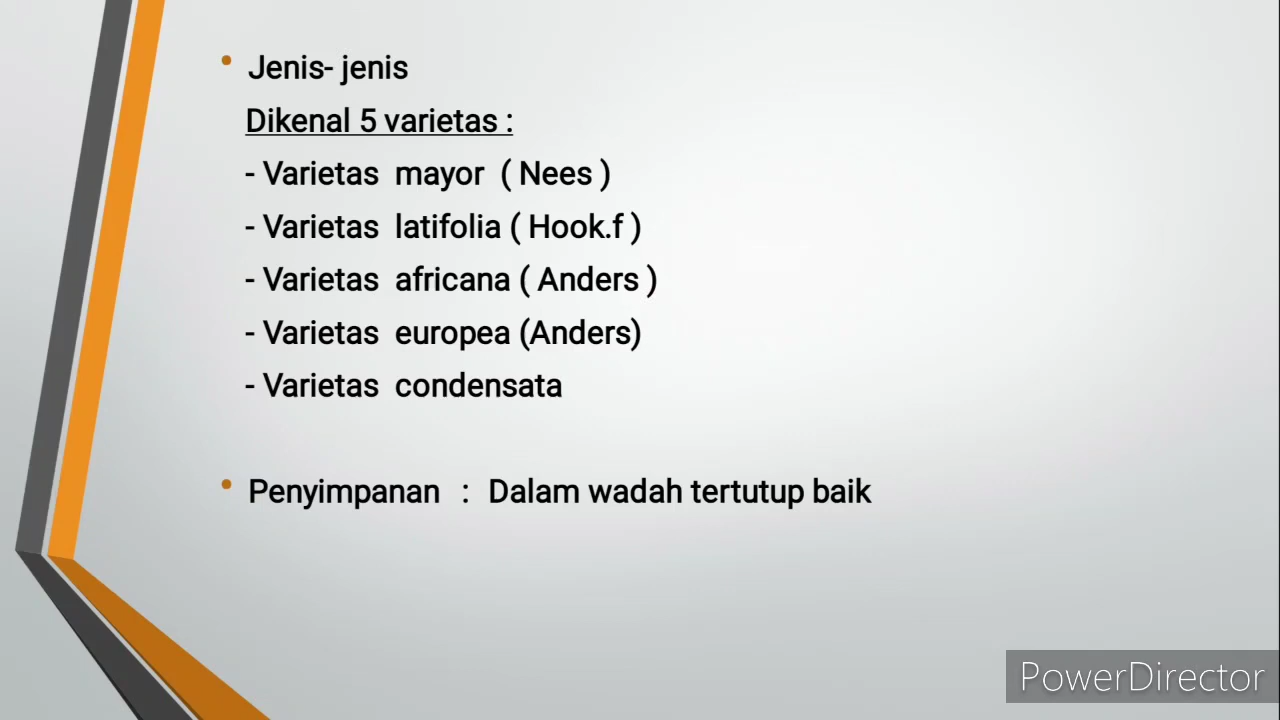 • Jenis- jenis
Dikenal 5 varietas :
- Varietas mayor ( Nees )
- Varietas latifolia ( Hook.f )
- Varietas africana ( Anders )
- Varietas europea (Anders)
- Varietas condensata
• Penyimpanan : Dalam wadah tertutup baik
PowerDirector